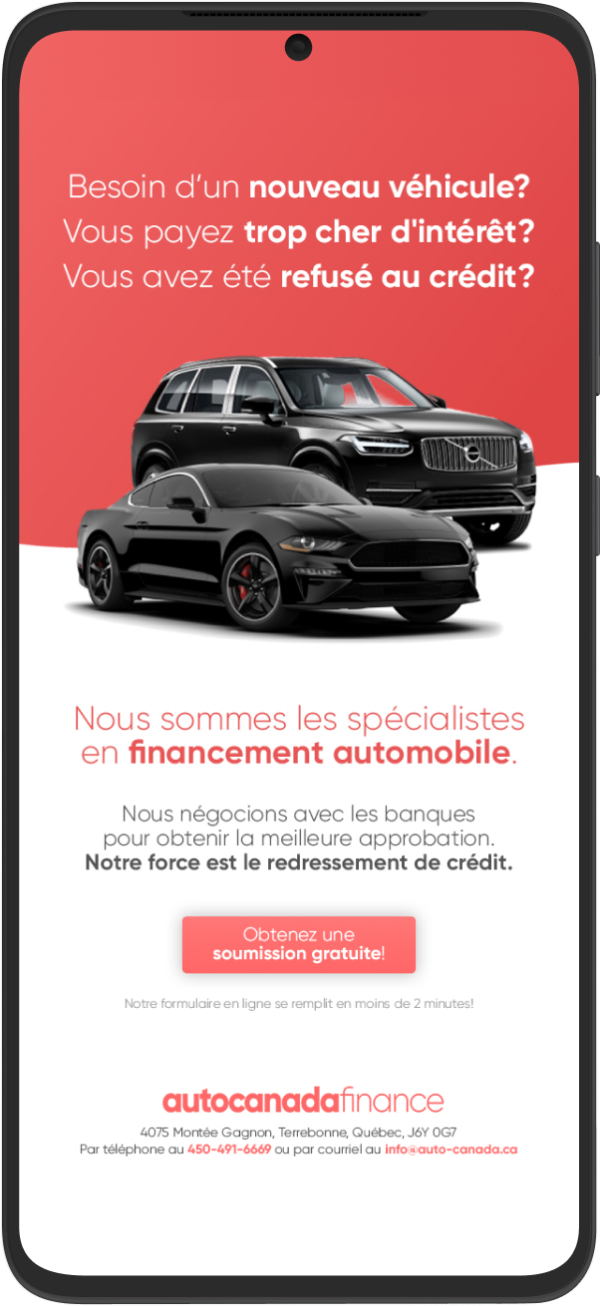 Besoin d'un nouveau véhicule?
Vous payez trop cher d'intérêt?
Vous avez été refusé au crédit?
Nous sommes les spécialistes
en financement automobile.
Nous négocions avec les banques
pour obtenir la meilleure approbation.
Notre force est le redressement de crédit.
Obtenez une
soumission gratuite!
Notre formulaire en ligne se remplit en moins de 2 minutes!
autocanadafinance
4075 Montée Gagnon, Terrebonne, Québec, J6Y 0G7
Par téléphone au 450-491-6669 ou par courriel au info@auto-canada.ca